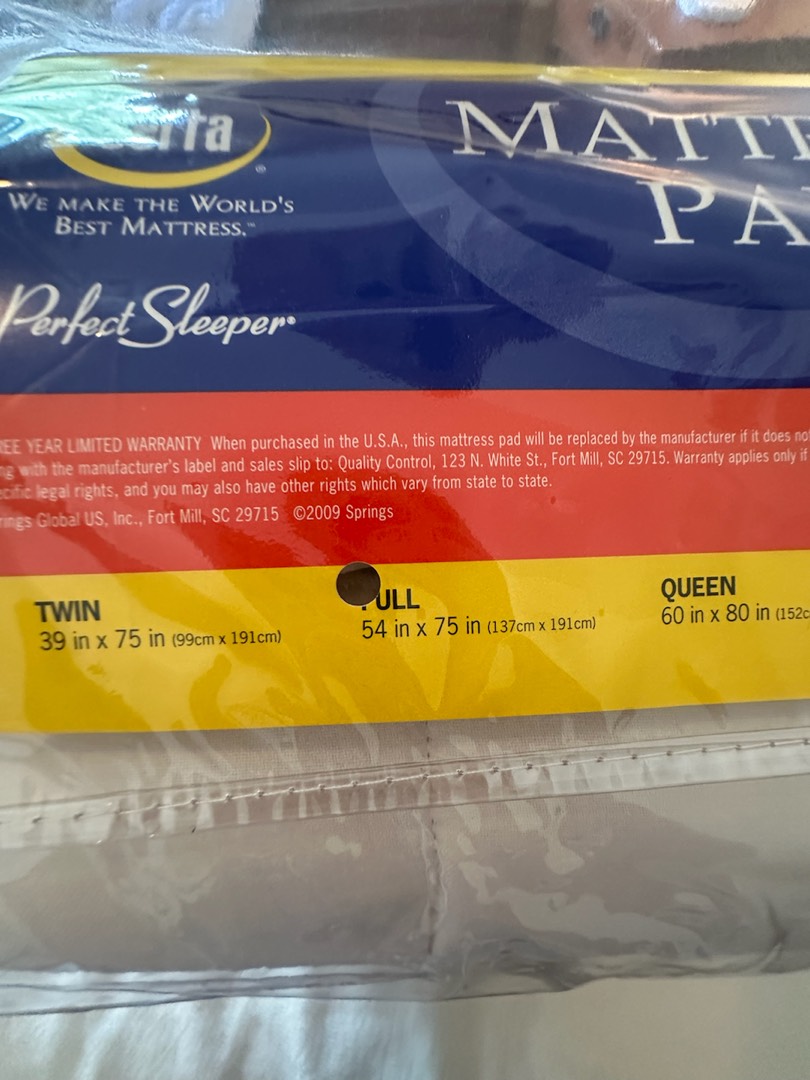 WE MAKE THE WORLD'S
BEST MATTRESS.™
MATT
PA
Perfect Sleeper®
EE YEAR LIMITED WARRANTY When purchased in the U.S.A., this mattress pad will be replaced by the manufacturer if it does no
ng with the manufacturer's label and sales slip to: Quality Control, 123 N. White St., Fort Mill, SC 29715. Warranty applies only if
ecific legal rights, and you may also have other rights which vary from state to state.
rings Global US, Inc., Fort Mill, SC 29715 ©2009 Springs
TWIN
39 in x 75 in (99cm x 191cm)
ULL
54 in x 75 in (137cm x 191cm)
QUEEN
60 in x 80 in (152c